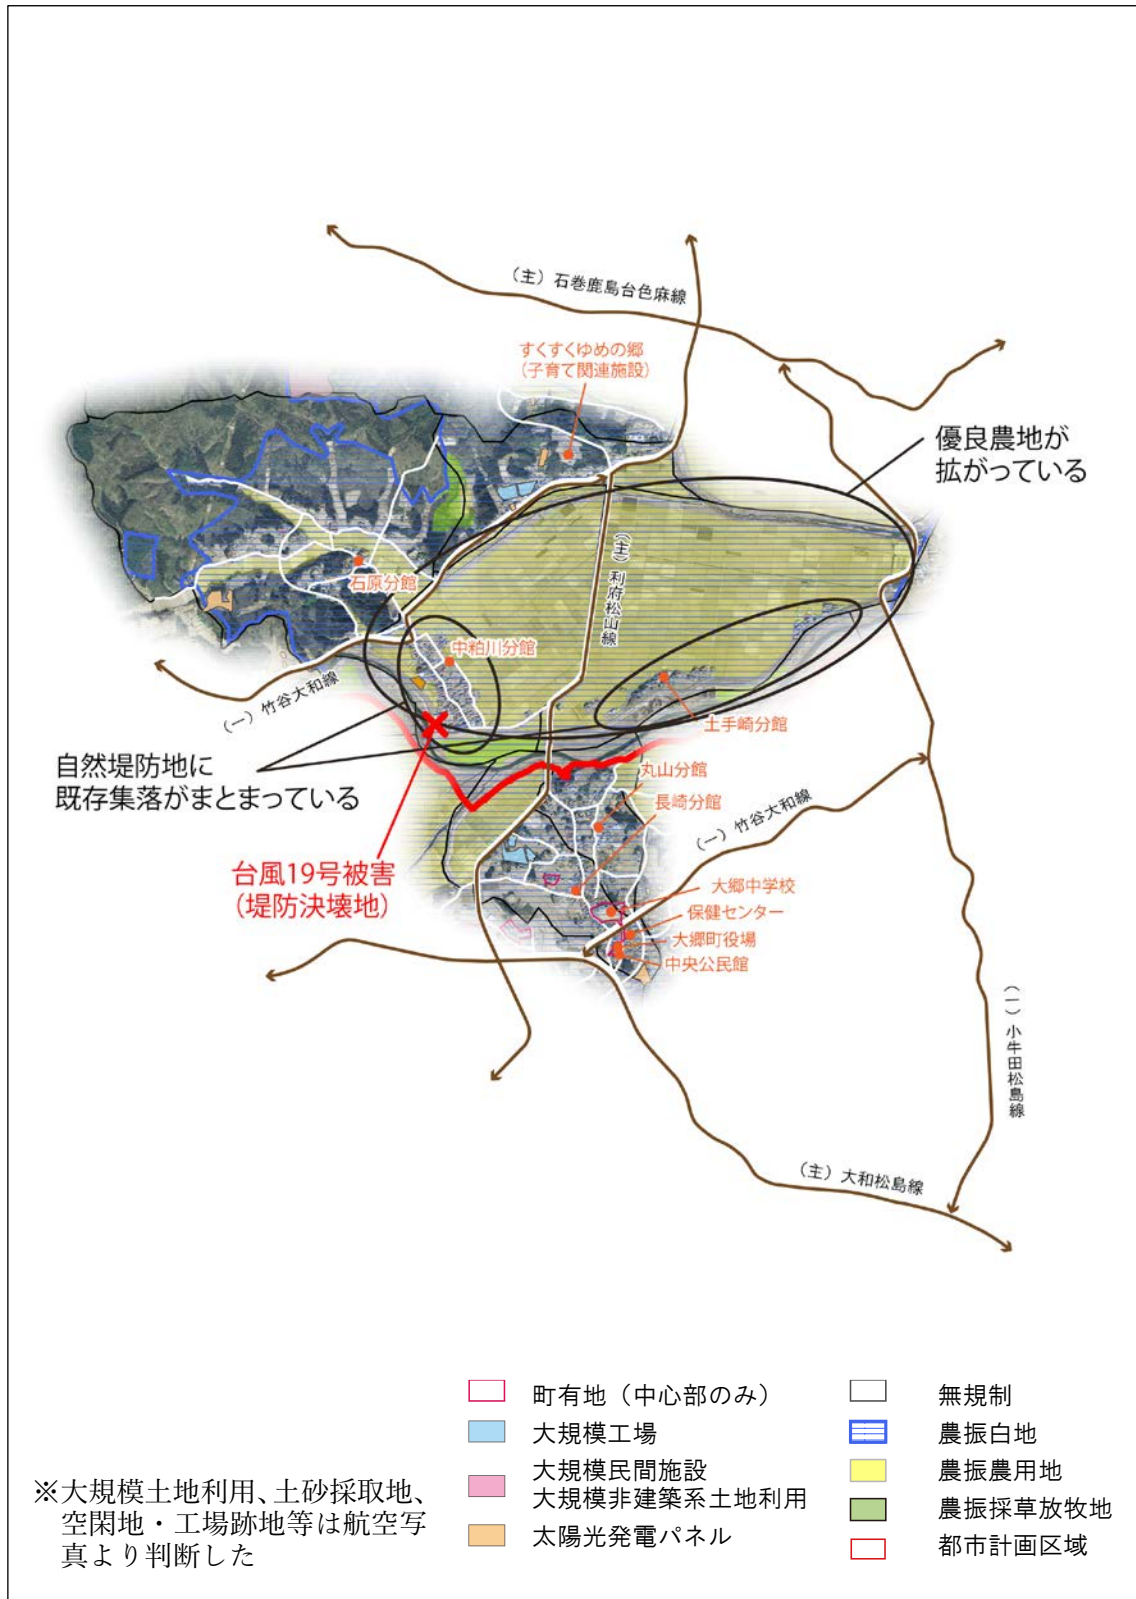 (主)石巻鹿島台色麻線
すくすくゆめの郷
(子育て関連施設)
優良農地が
拡がっている
(主)利府松山線
石原分館
中粕川分館
(一)竹谷大和線
土手崎分館
自然堤防地に
既存集落がまとまっている
丸山分館
長崎分館
(一)竹谷大和線
台風19号被害
(堤防決壊地)
大郷中学校
保健センター
大郷町役場
中央公民館
(一)小牛田松島線
(主)大和松島線
町有地(中心部のみ)
大規模工場
大規模民間施設
大規模非建築系土地利用
太陽光発電パネル
無規制
農振白地
農振農用地
農振採草放牧地
都市計画区域
※大規模土地利用、土砂採取地、
空閑地・工場跡地等は航空写
真より判断した